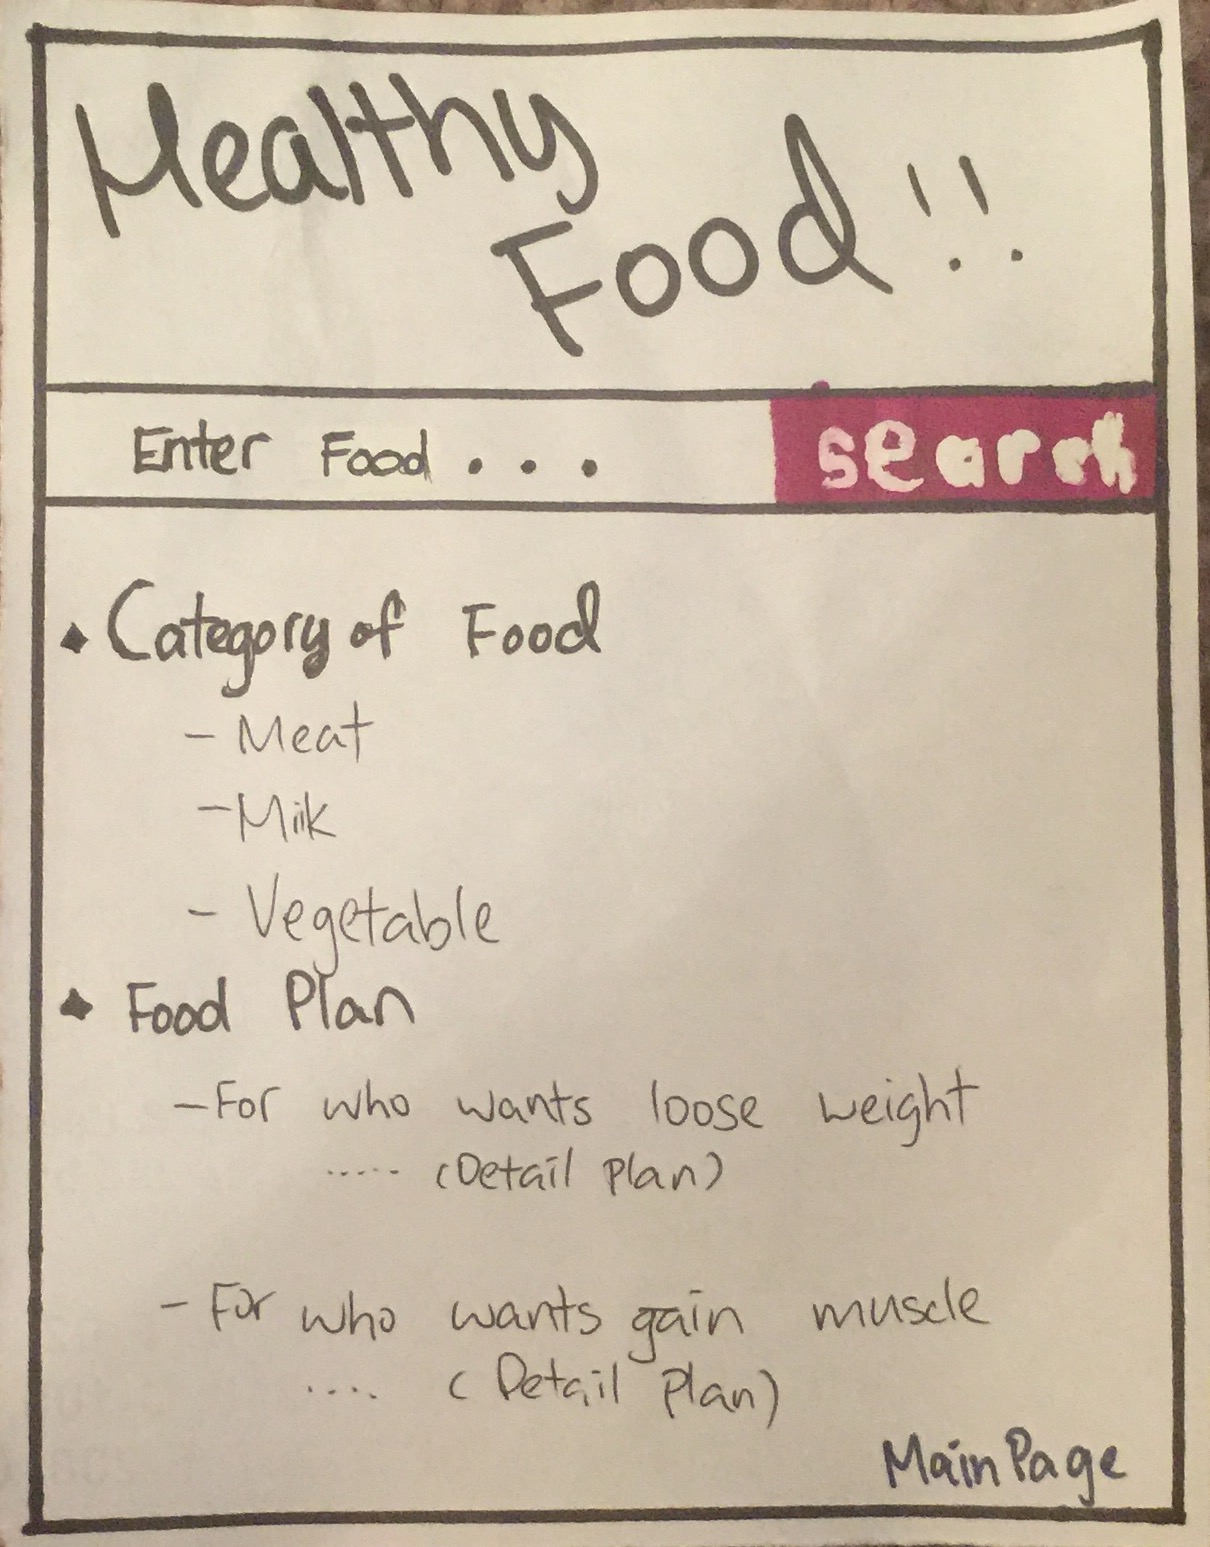 Healthy
Food!!
Enter Food... search
Category of Food
- Meat
- Milk
- Vegetable
Food Plan
- For who wants loose weight
..... (Detail Plan)
- For who wants gain muscle
.... (Detail Plan)
Main Page